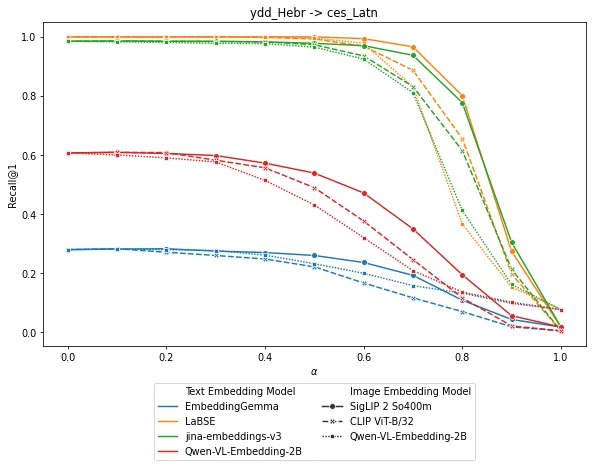 ydd_Hebr -> ces_Latn
Recall@1
1.0
0.8
0.6
0.4
0.2
0.0
0.0 0.2 0.4 0.6 0.8 1.0
α
Text Embedding Model
EmbeddingGemma
LaBSE
jina-embeddings-v3
Qwen-VL-Embedding-2B
Image Embedding Model
SigLIP 2 So400m
CLIP ViT-B/32
Qwen-VL-Embedding-2B